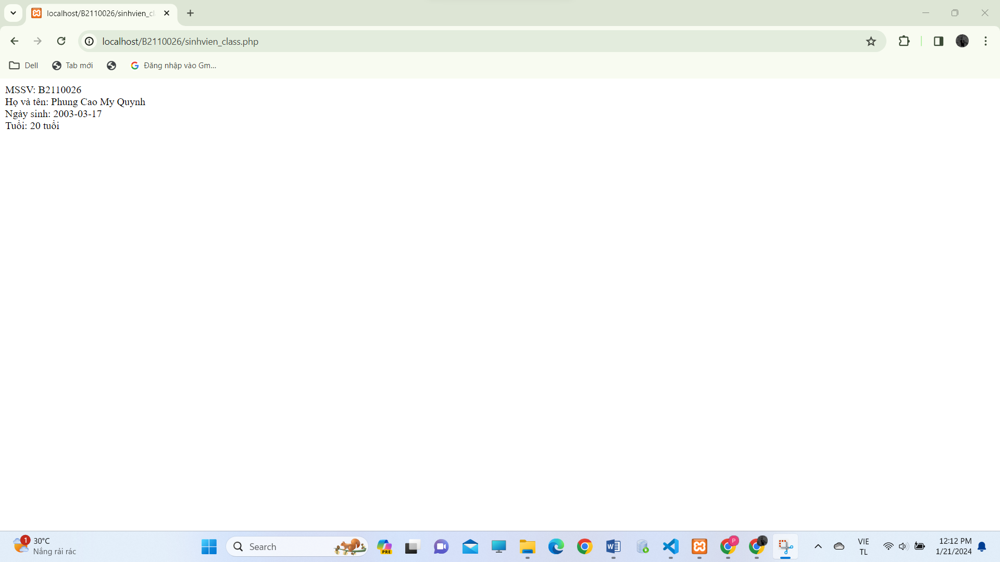 localhost/B2110026/sinhvien_cl
localhost/B2110026/sinhvien_class.php
Dell
Tab mới
Đăng nhập vào Gm...
MSSV: B2110026
Họ và tên: Phung Cao My Quynh
Ngày sinh: 2003-03-17
Tuổi: 20 tuổi
1
30°C
Nắng rải rác
Search
PRE
P
VIE
TL
12:12 PM
1/21/2024